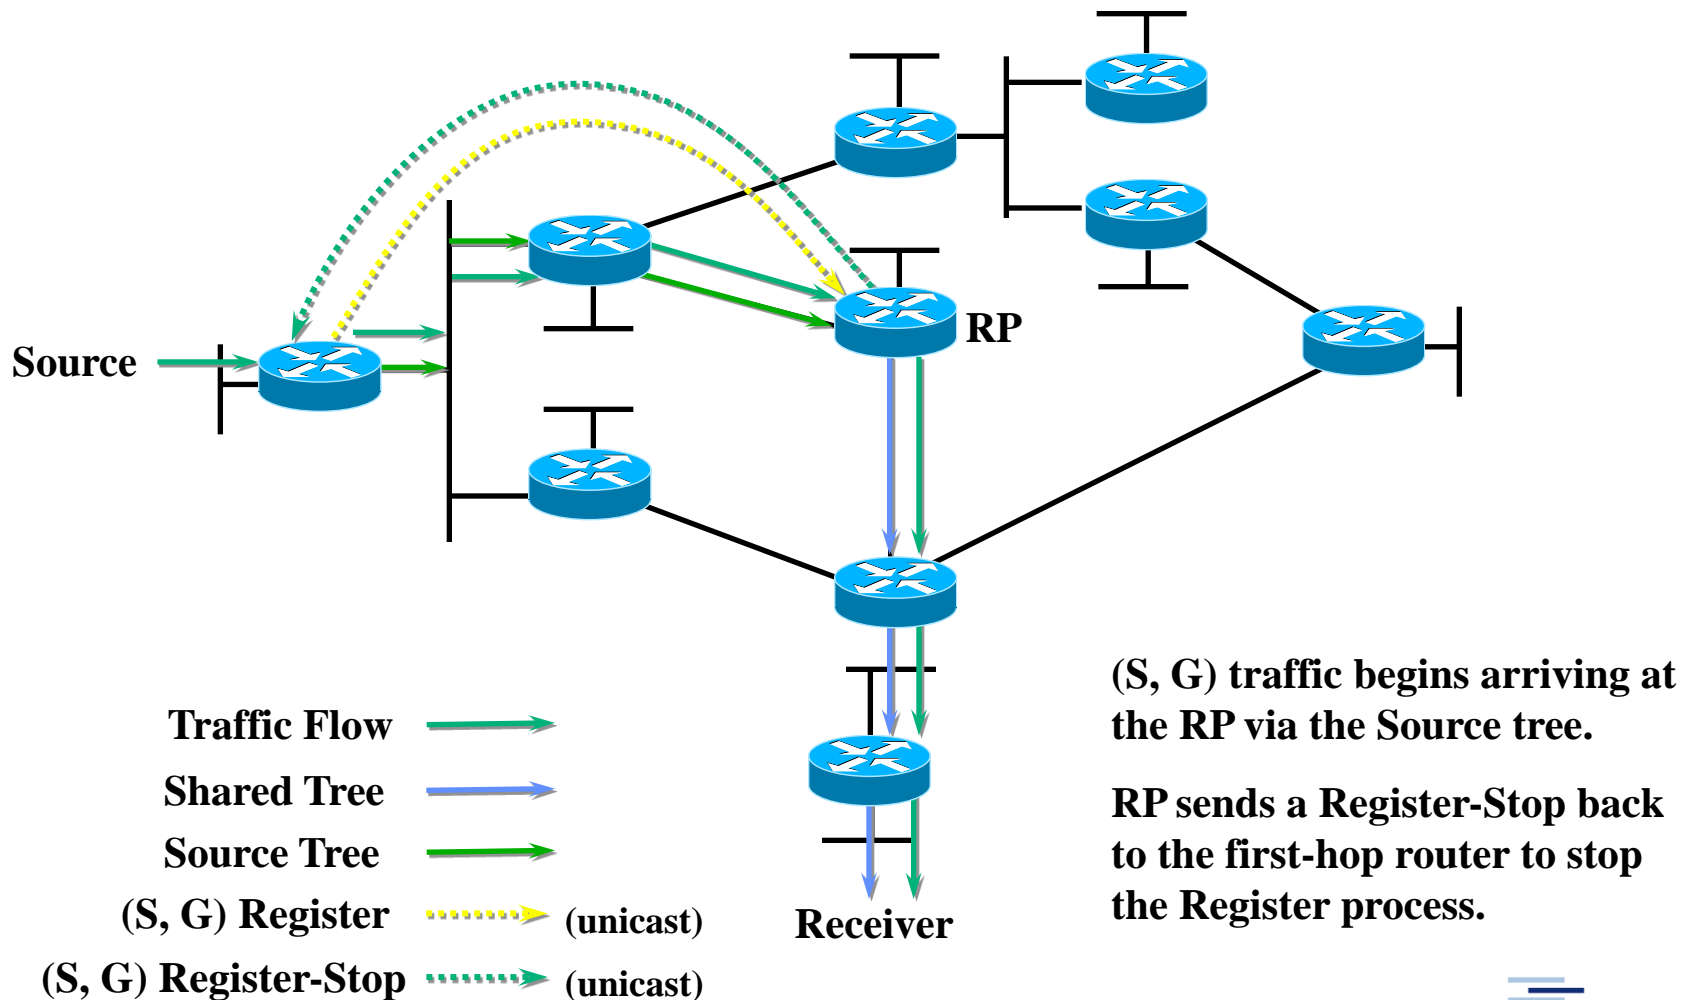 RP
Source
Traffic Flow
Shared Tree
Source Tree
(S, G) Register
(unicast)
(S, G) Register-Stop
(unicast)
Receiver
(S, G) traffic begins arriving at
the RP via the Source tree.
RP sends a Register-Stop back
to the first-hop router to stop
the Register process.